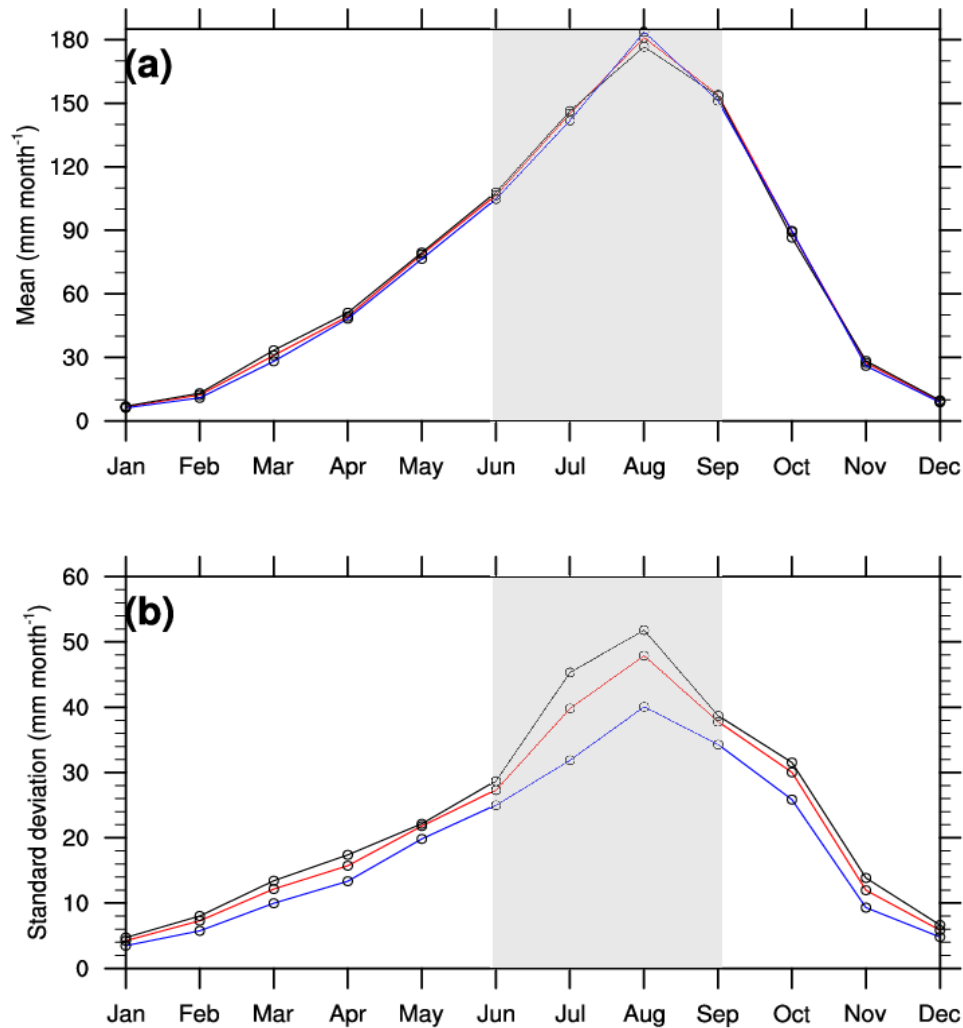 (a)
Mean (mm month⁻¹)
180
150
120
90
60
30
0
Jan Feb Mar Apr May Jun Jul Aug Sep Oct Nov Dec
(b)
Standard deviation (mm month⁻¹)
60
50
40
30
20
10
0
Jan Feb Mar Apr May Jun Jul Aug Sep Oct Nov Dec